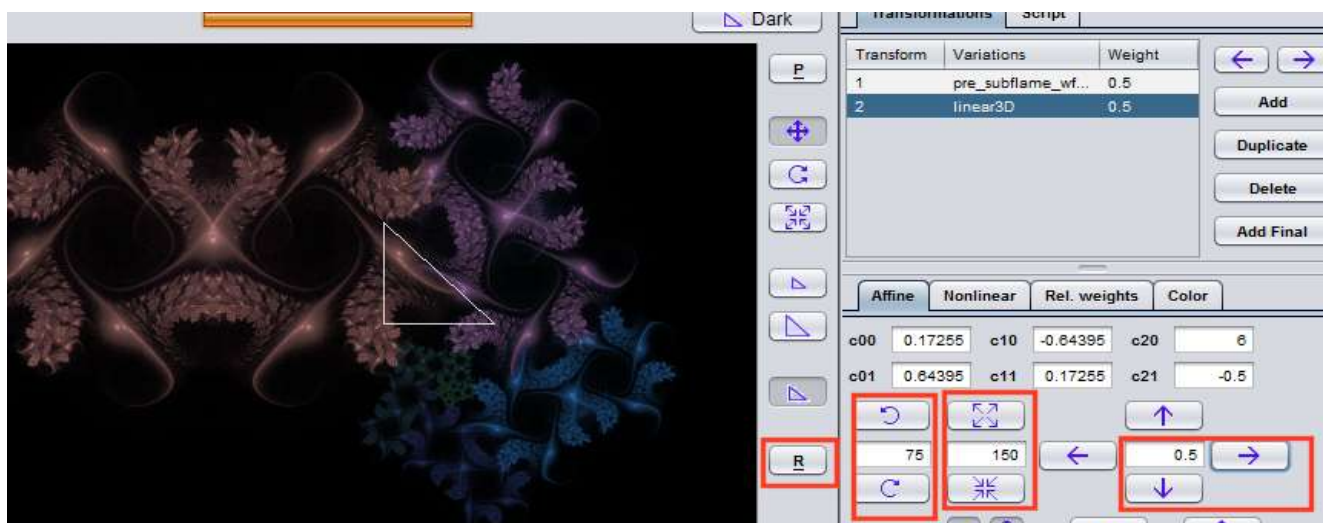 Dark
Transformations Script
P
R
Transform Variations Weight
1 pre_subflame_wf... 0.5
2 linear3D 0.5
Add
Duplicate
Delete
Add Final
Affine Nonlinear Rel. weights Color
c00 0.17255 c10 -0.64395 c20 6
c01 0.64395 c11 0.17255 c21 -0.5
75 150 0.5